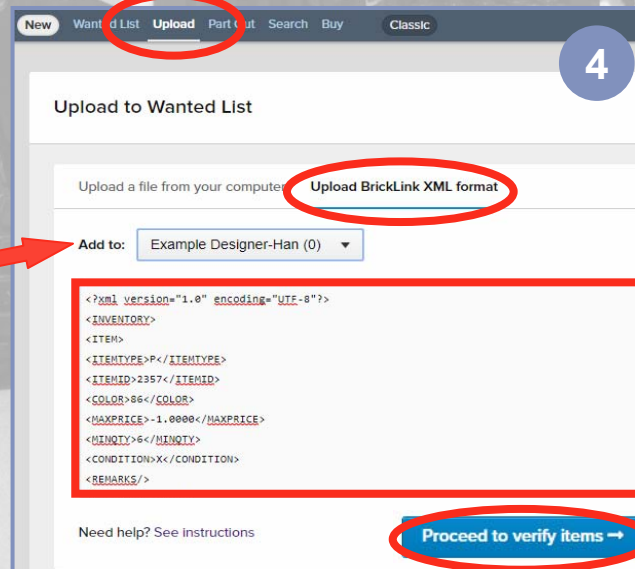 New Wanted List Upload Part Out Search Buy Classic
4
Upload to Wanted List
Upload a file from your computer Upload BrickLink XML format
Add to: Example Designer-Han (0)
<?xml version="1.0" encoding="UTF-8"?>
<INVENTORY>
<ITEM>
<ITEMTYPE>P</ITEMTYPE>
<ITEMID>2357</ITEMID>
<COLOR>86</COLOR>
<MAXPRICE>-1.0000</MAXPRICE>
<MINQTY>6</MINQTY>
<CONDITION>X</CONDITION>
<REMARKS/>
Need help? See instructions
Proceed to verify items →